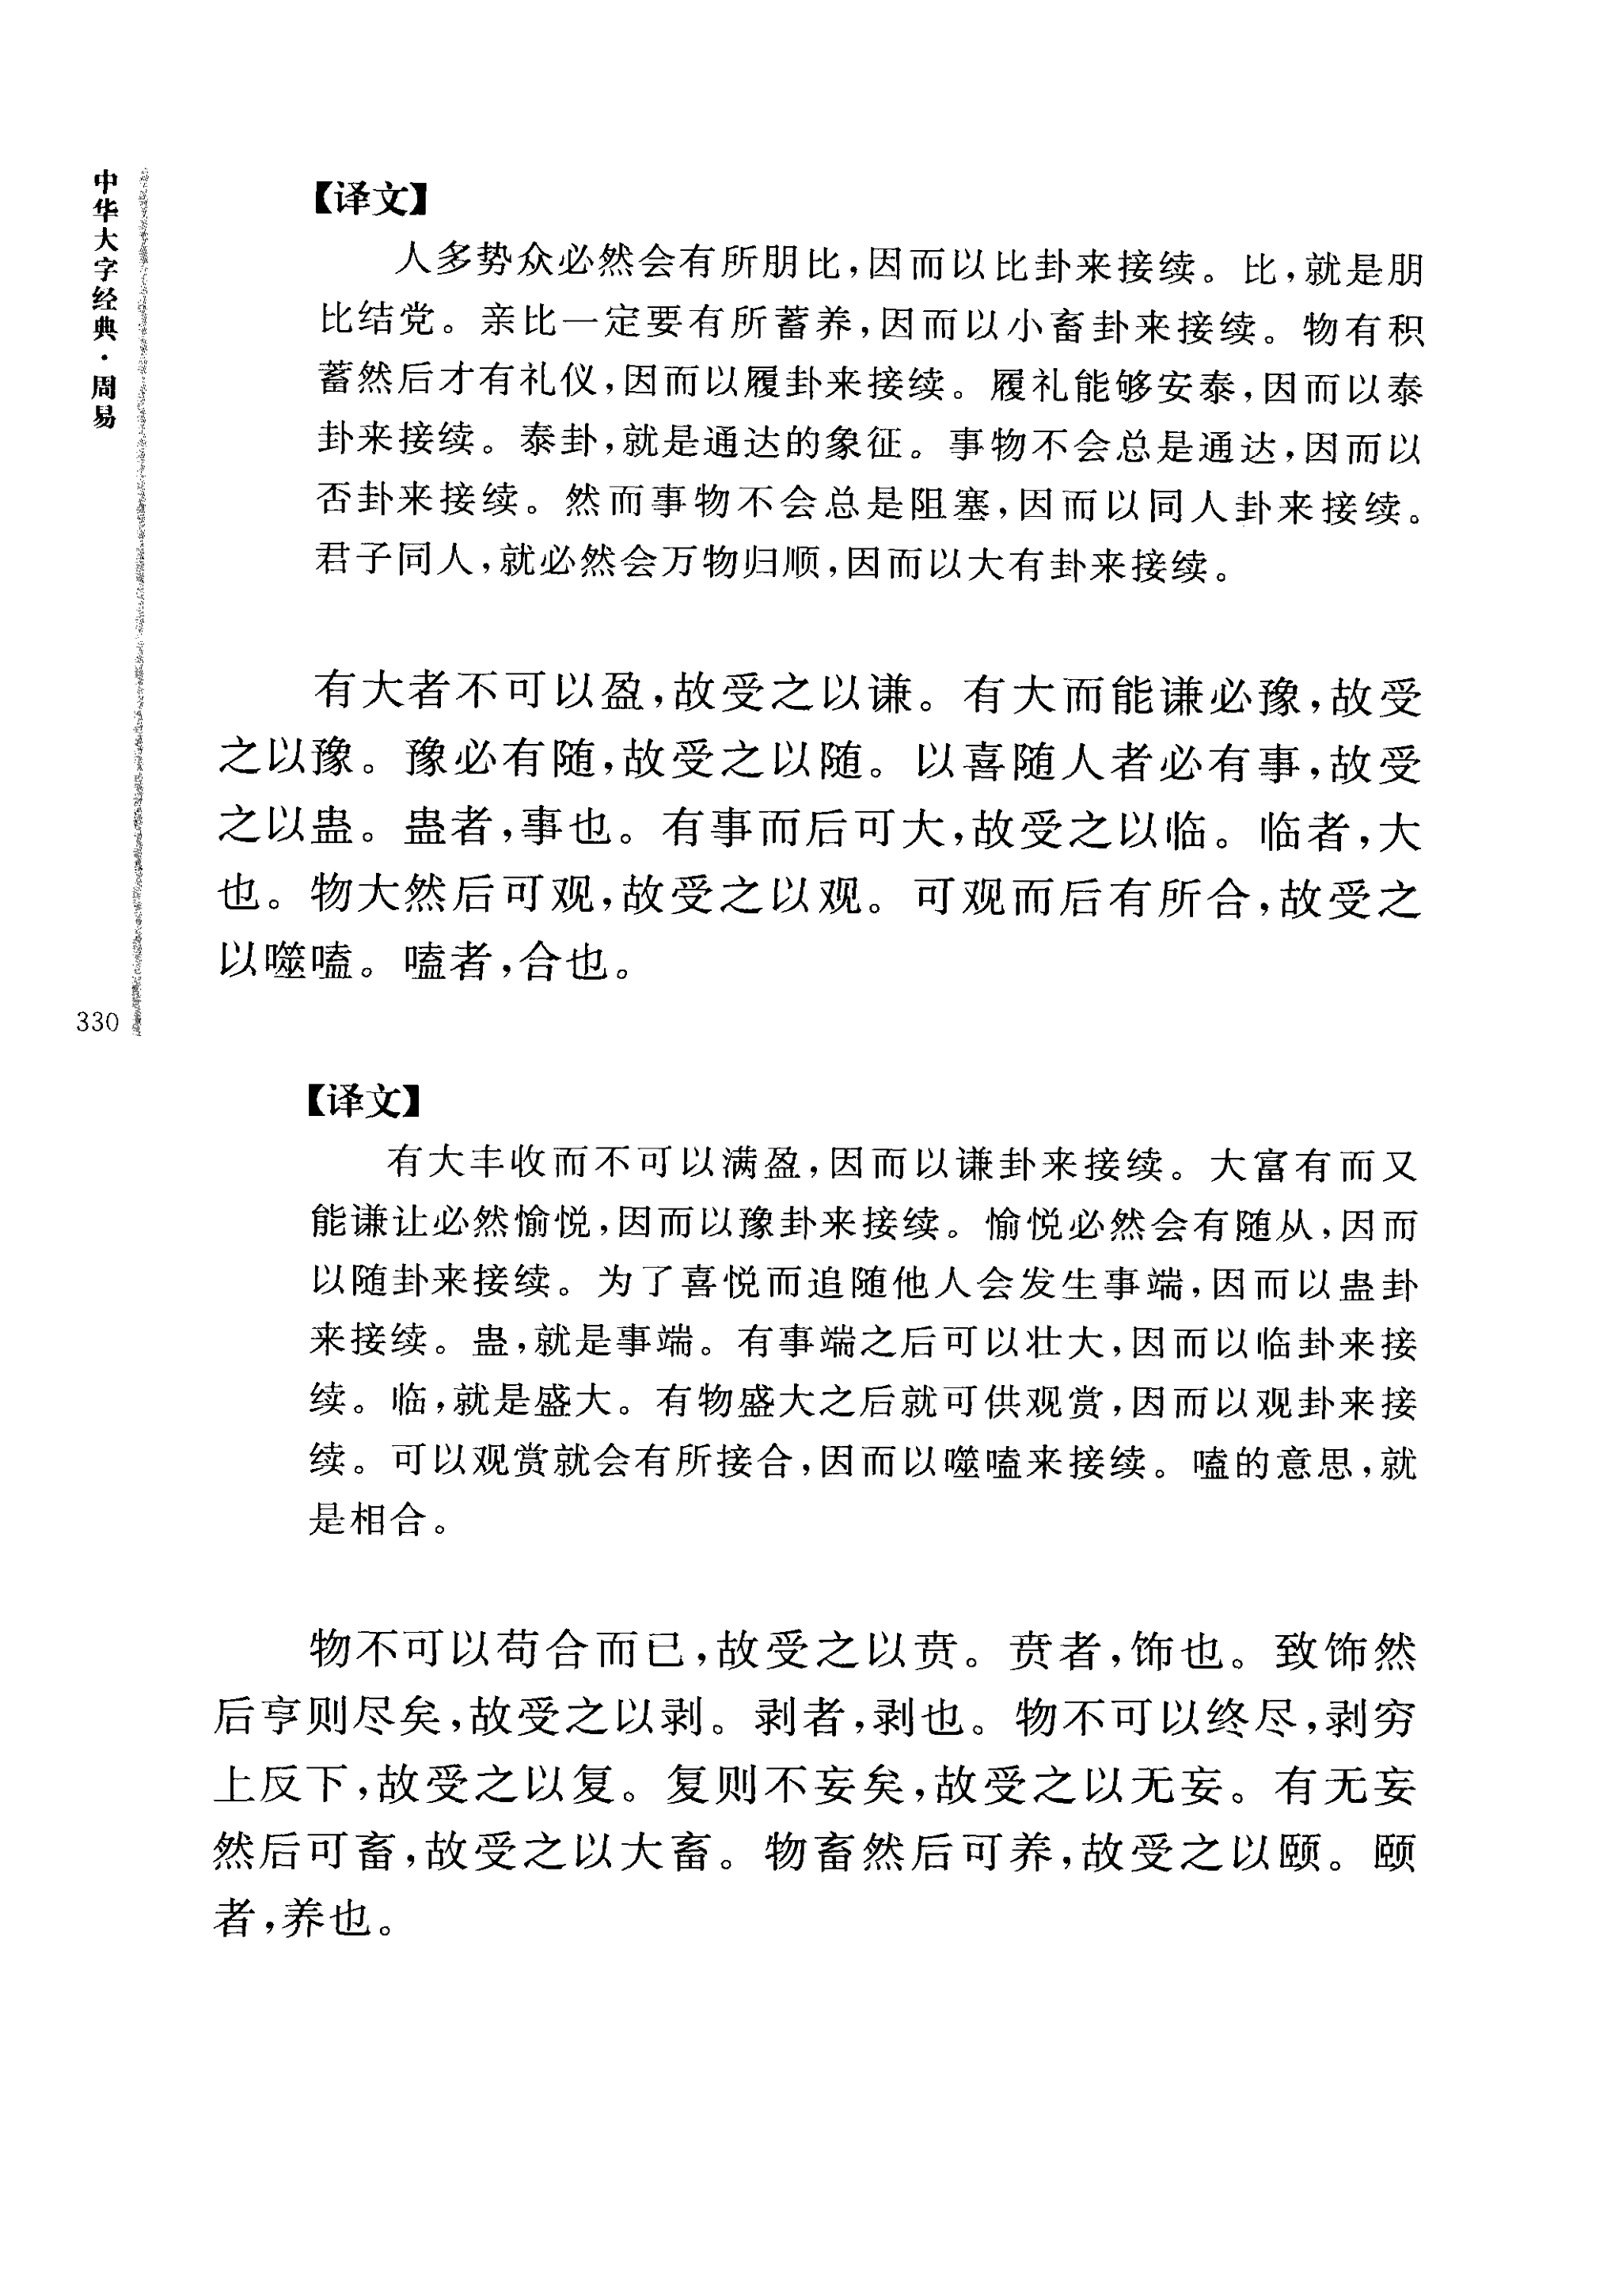 中华大字经典·周易
【译文】
人多势众必然会有所朋比,因而以比卦来接续。比,就是朋
比结党。亲比一定要有所蓄养,因而以小畜卦来接续。物有积
蓄然后才有礼仪,因而以履卦来接续。履礼能够安泰,因而以泰
卦来接续。泰卦,就是通达的象征。事物不会总是通达,因而以
否卦来接续。然而事物不会总是阻塞,因而以同人卦来接续。
君子同人,就必然会万物归顺,因而以大有卦来接续。
有大者不可以盈,故受之以谦。有大而能谦必豫,故受
之以豫。豫必有随,故受之以随。以喜随人者必有事,故受
之以蛊。蛊者,事也。有事而后可大,故受之以临。临者,大
也。物大然后可观,故受之以观。可观而后有所合,故受之
以噬嗑。嗑者,合也。
330
【译文】
有大丰收而不可以满盈,因而以谦卦来接续。大富有而又
能谦让必然愉悦,因而以豫卦来接续。愉悦必然会有随从,因而
以随卦来接续。为了喜悦而追随他人会发生事端,因而以蛊卦
来接续。蛊,就是事端。有事端之后可以壮大,因而以临卦来接
续。临,就是盛大。有物盛大之后就可供观赏,因而以观卦来接
续。可以观赏就会有所接合,因而以噬嗑来接续。嗑的意思,就
是相合。
物不可以苟合而已,故受之以贲。贲者,饰也。致饰然
后亨则尽矣,故受之以剥。剥者,剥也。物不可以终尽,剥穷
上反下,故受之以复。复则不妄矣,故受之以无妄。有无妄
然后可畜,故受之以大畜。物畜然后可养,故受之以颐。颐
者,养也。